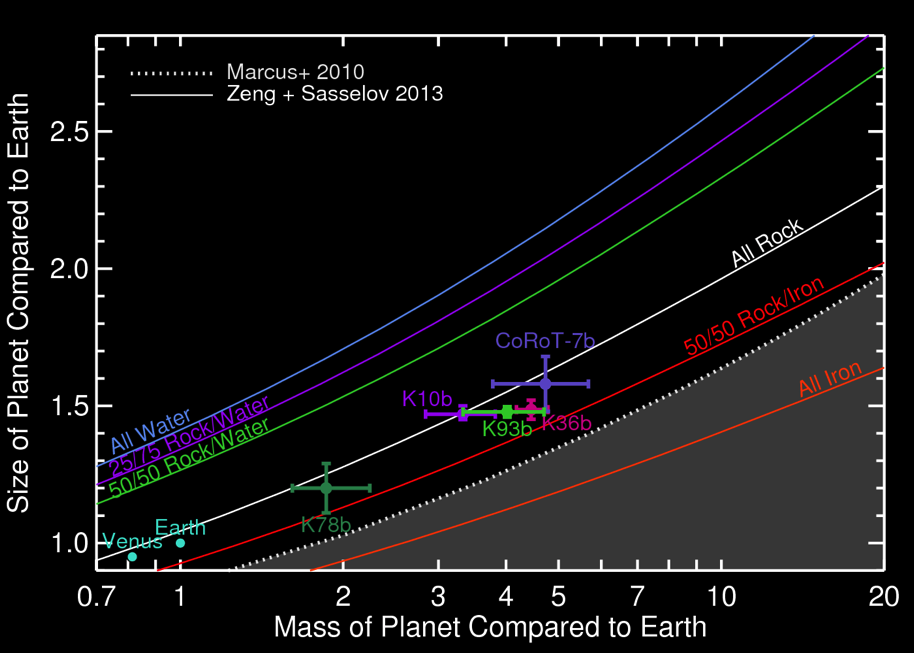 Marcus+ 2010
Zeng + Sasselov 2013
Size of Planet Compared to Earth
2.5
2.0
1.5
1.0
All Rock
50/50 Rock/Iron
All Iron
CoRoT-7b
K10b
K93b
K36b
All Water
25/75 Rock/Water
50/50 Rock/Water
K78b
Earth
Venus
0.7 1 2 3 4 5 7 10 20
Mass of Planet Compared to Earth